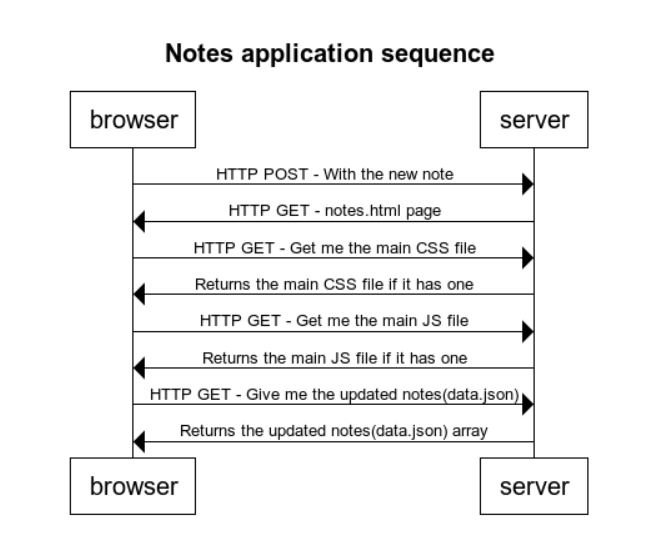 Notes application sequence
browser
server
HTTP POST - With the new note
HTTP GET - notes.html page
HTTP GET - Get me the main CSS file
Returns the main CSS file if it has one
HTTP GET - Get me the main JS file
Returns the main JS file if it has one
HTTP GET - Give me the updated notes(data.json)
Returns the updated notes(data.json) array
browser
server